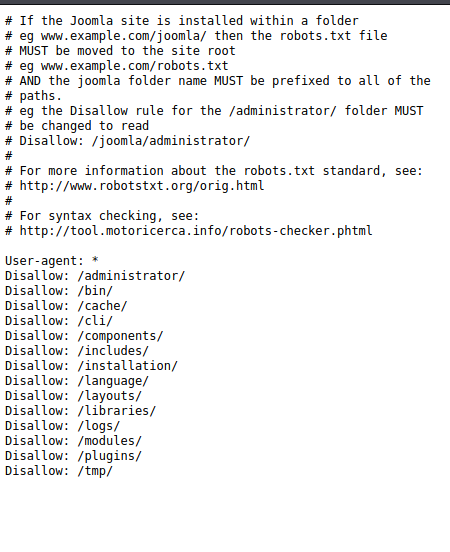 # If the Joomla site is installed within a folder
# eg www.example.com/joomla/ then the robots.txt file
# MUST be moved to the site root
# eg www.example.com/robots.txt
# AND the joomla folder name MUST be prefixed to all of the
# paths.
# eg the Disallow rule for the /administrator/ folder MUST
# be changed to read
# Disallow: /joomla/administrator/
#
# For more information about the robots.txt standard, see:
# http://www.robotstxt.org/orig.html
#
# For syntax checking, see:
# http://tool.motoricerca.info/robots-checker.phtml

User-agent: *
Disallow: /administrator/
Disallow: /bin/
Disallow: /cache/
Disallow: /cli/
Disallow: /components/
Disallow: /includes/
Disallow: /installation/
Disallow: /language/
Disallow: /layouts/
Disallow: /libraries/
Disallow: /logs/
Disallow: /modules/
Disallow: /plugins/
Disallow: /tmp/